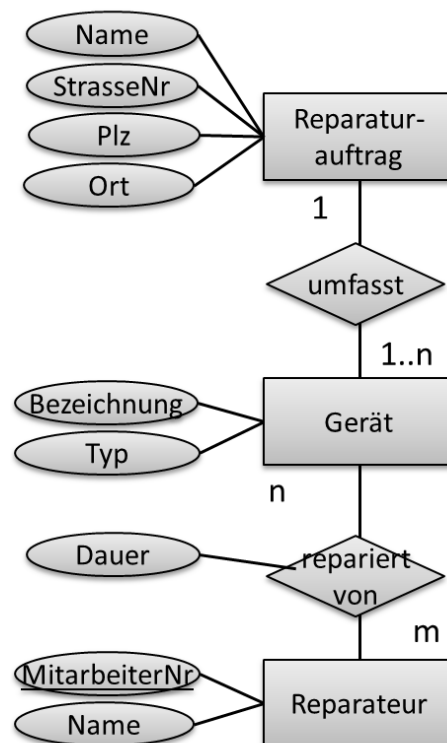 Name
StrasseNr
Plz
Ort
Reparatur-
auftrag
1
umfasst
1..n
Bezeichnung
Typ
Gerät
n
Dauer
repariert
von
m
MitarbeiterNr
Name
Reparateur